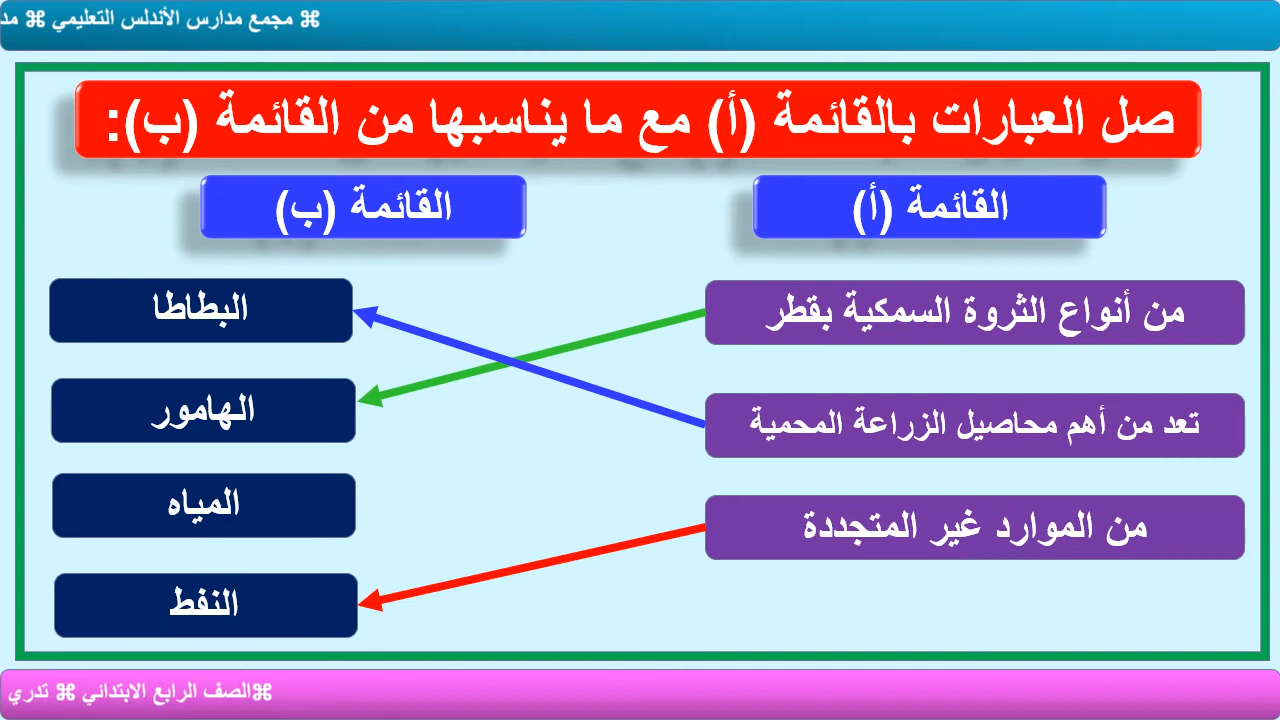 ⌘ مجمع مدارس الأندلس التعليمي ⌘
صل العبارات بالقائمة (أ) مع ما يناسبها من القائمة (ب):
القائمة (أ)
القائمة (ب)
من أنواع الثروة السمكية بقطر
البطاطا
تعد من أهم محاصيل الزراعة المحمية
الهامور
المياه
من الموارد غير المتجددة
النفط
⌘الصف الرابع الابتدائي ⌘ تدري